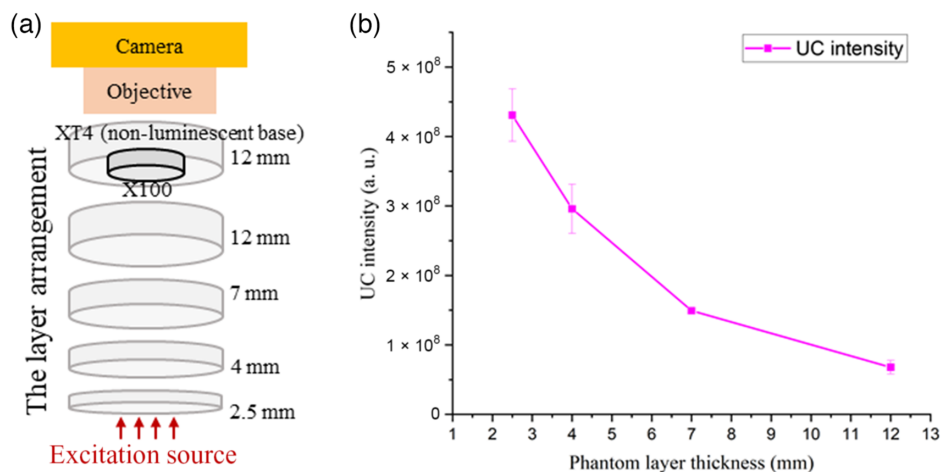 (a)
Camera
Objective
XT4 (non-luminescent base)
12 mm
X100
12 mm
7 mm
4 mm
2.5 mm
The layer arrangement
Excitation source
(b)
UC intensity
UC intensity (a. u.)
5 × 10⁸
4 × 10⁸
3 × 10⁸
2 × 10⁸
1 × 10⁸
0
1 2 3 4 5 6 7 8 9 10 11 12 13
Phantom layer thickness (mm)